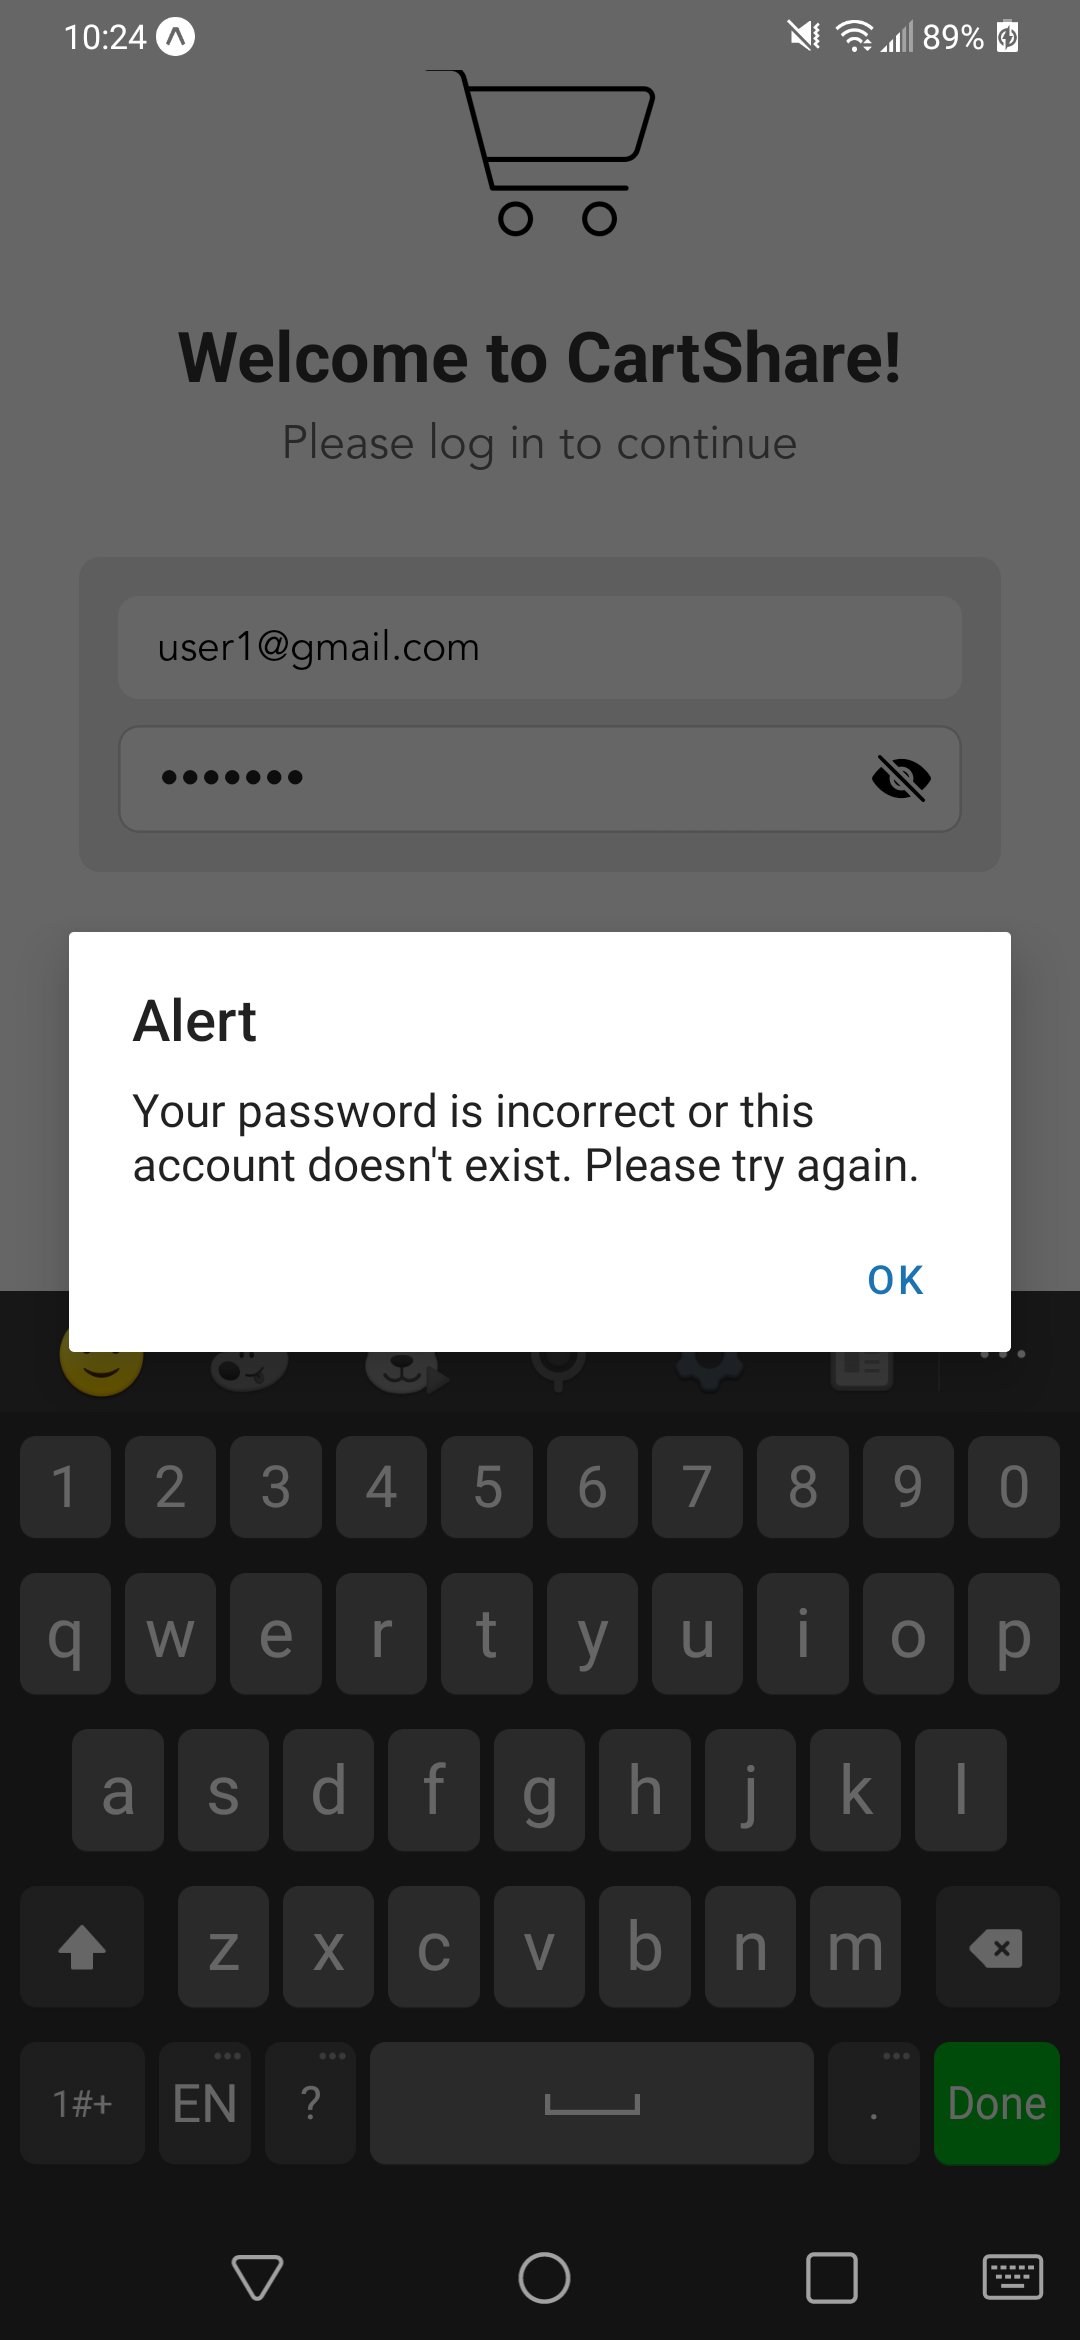 10:24 89%
Welcome to CartShare!
Please log in to continue
user1@gmail.com
•••••••
Alert
Your password is incorrect or this
account doesn't exist. Please try again.
OK
1 2 3 4 5 6 7 8 9 0
q w e r t y u i o p
a s d f g h j k l
z x c v b n m
1#+ EN ? . Done